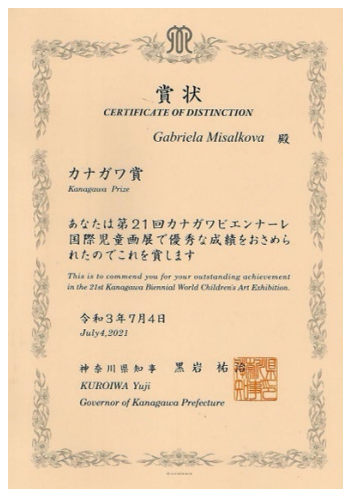 賞状
CERTIFICATE OF DISTINCTION
Gabriela Misalkova 殿
カナガワ賞
Kanagawa Prize
あなたは第21回カナガワビエンナーレ
国際児童画展で優秀な成績をおさめら
れたのでこれを賞します
This is to commend you for your outstanding achievement
in the 21st Kanagawa Biennial World Children's Art Exhibition.
令和3年7月4日
July4,2021
神奈川県知事 黒岩祐治
KUROIWA Yuji
Governor of Kanagawa Prefecture